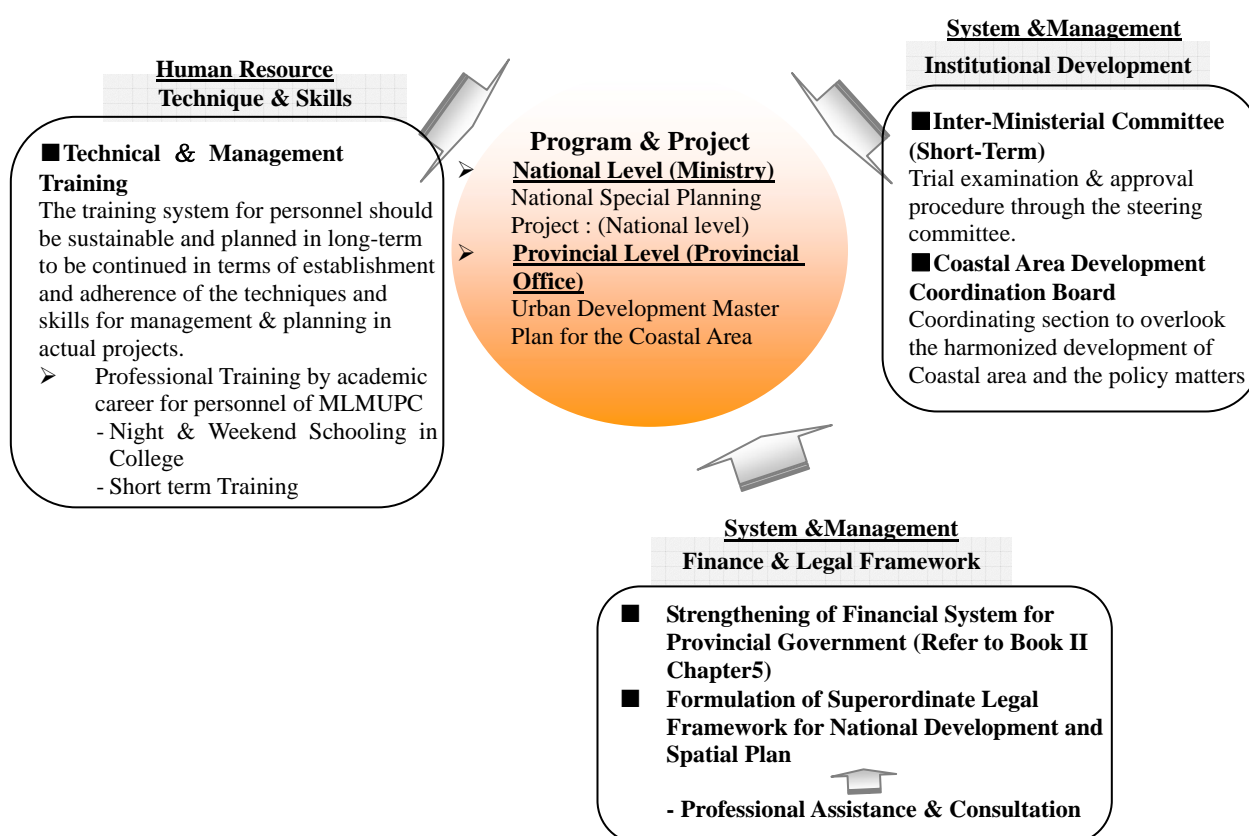 Human Resource
Technique & Skills
■Technical & Management
Training
The training system for personnel should
be sustainable and planned in long-term
to be continued in terms of establishment
and adherence of the techniques and
skills for management & planning in
actual projects.
➢ Professional Training by academic
career for personnel of MLMUPC
- Night & Weekend Schooling in
College
- Short term Training
Program & Project
➢ National Level (Ministry)
National Special Planning
Project : (National level)
➢ Provincial Level (Provincial
Office)
Urban Development Master
Plan for the Coastal Area
System &Management
Institutional Development
■Inter-Ministerial Committee
(Short-Term)
Trial examination & approval
procedure through the steering
committee.
■Coastal Area Development
Coordination Board
Coordinating section to overlook
the harmonized development of
Coastal area and the policy matters
System &Management
Finance & Legal Framework
■ Strengthening of Financial System for
Provincial Government (Refer to Book II
Chapter5)
■ Formulation of Superordinate Legal
Framework for National Development and
Spatial Plan
- Professional Assistance & Consultation